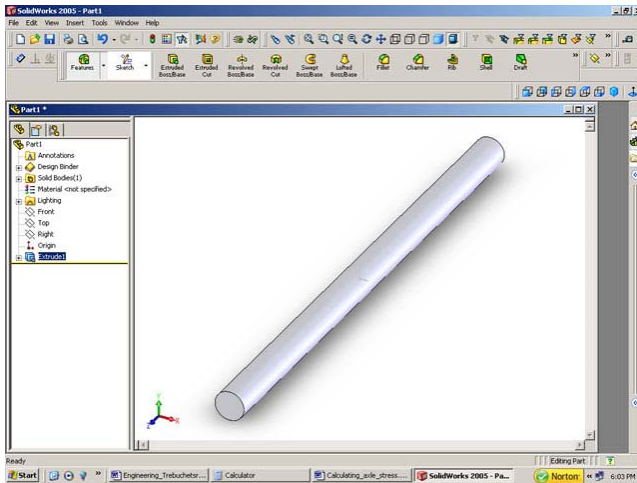 SolidWorks 2005 - Part1
File Edit View Insert Tools Window Help
Features Sketch Extruded Boss/Base Extruded Cut Revolved Boss/Base Revolved Cut Swept Boss/Base Lofted Boss/Base Fillet Chamfer Rib Shell Draft
Part1 *
Part1
Annotations
Design Binder
Solid Bodies(1)
Material <not specified>
Lighting
Front
Top
Right
Origin
Extrude1
Y
X
Z
Ready
Editing Part
Start
Engineering_Trebuchetsr...
Calculator
Calculating_axle_stress....
SolidWorks 2005 - Pa...
Norton
6:03 PM